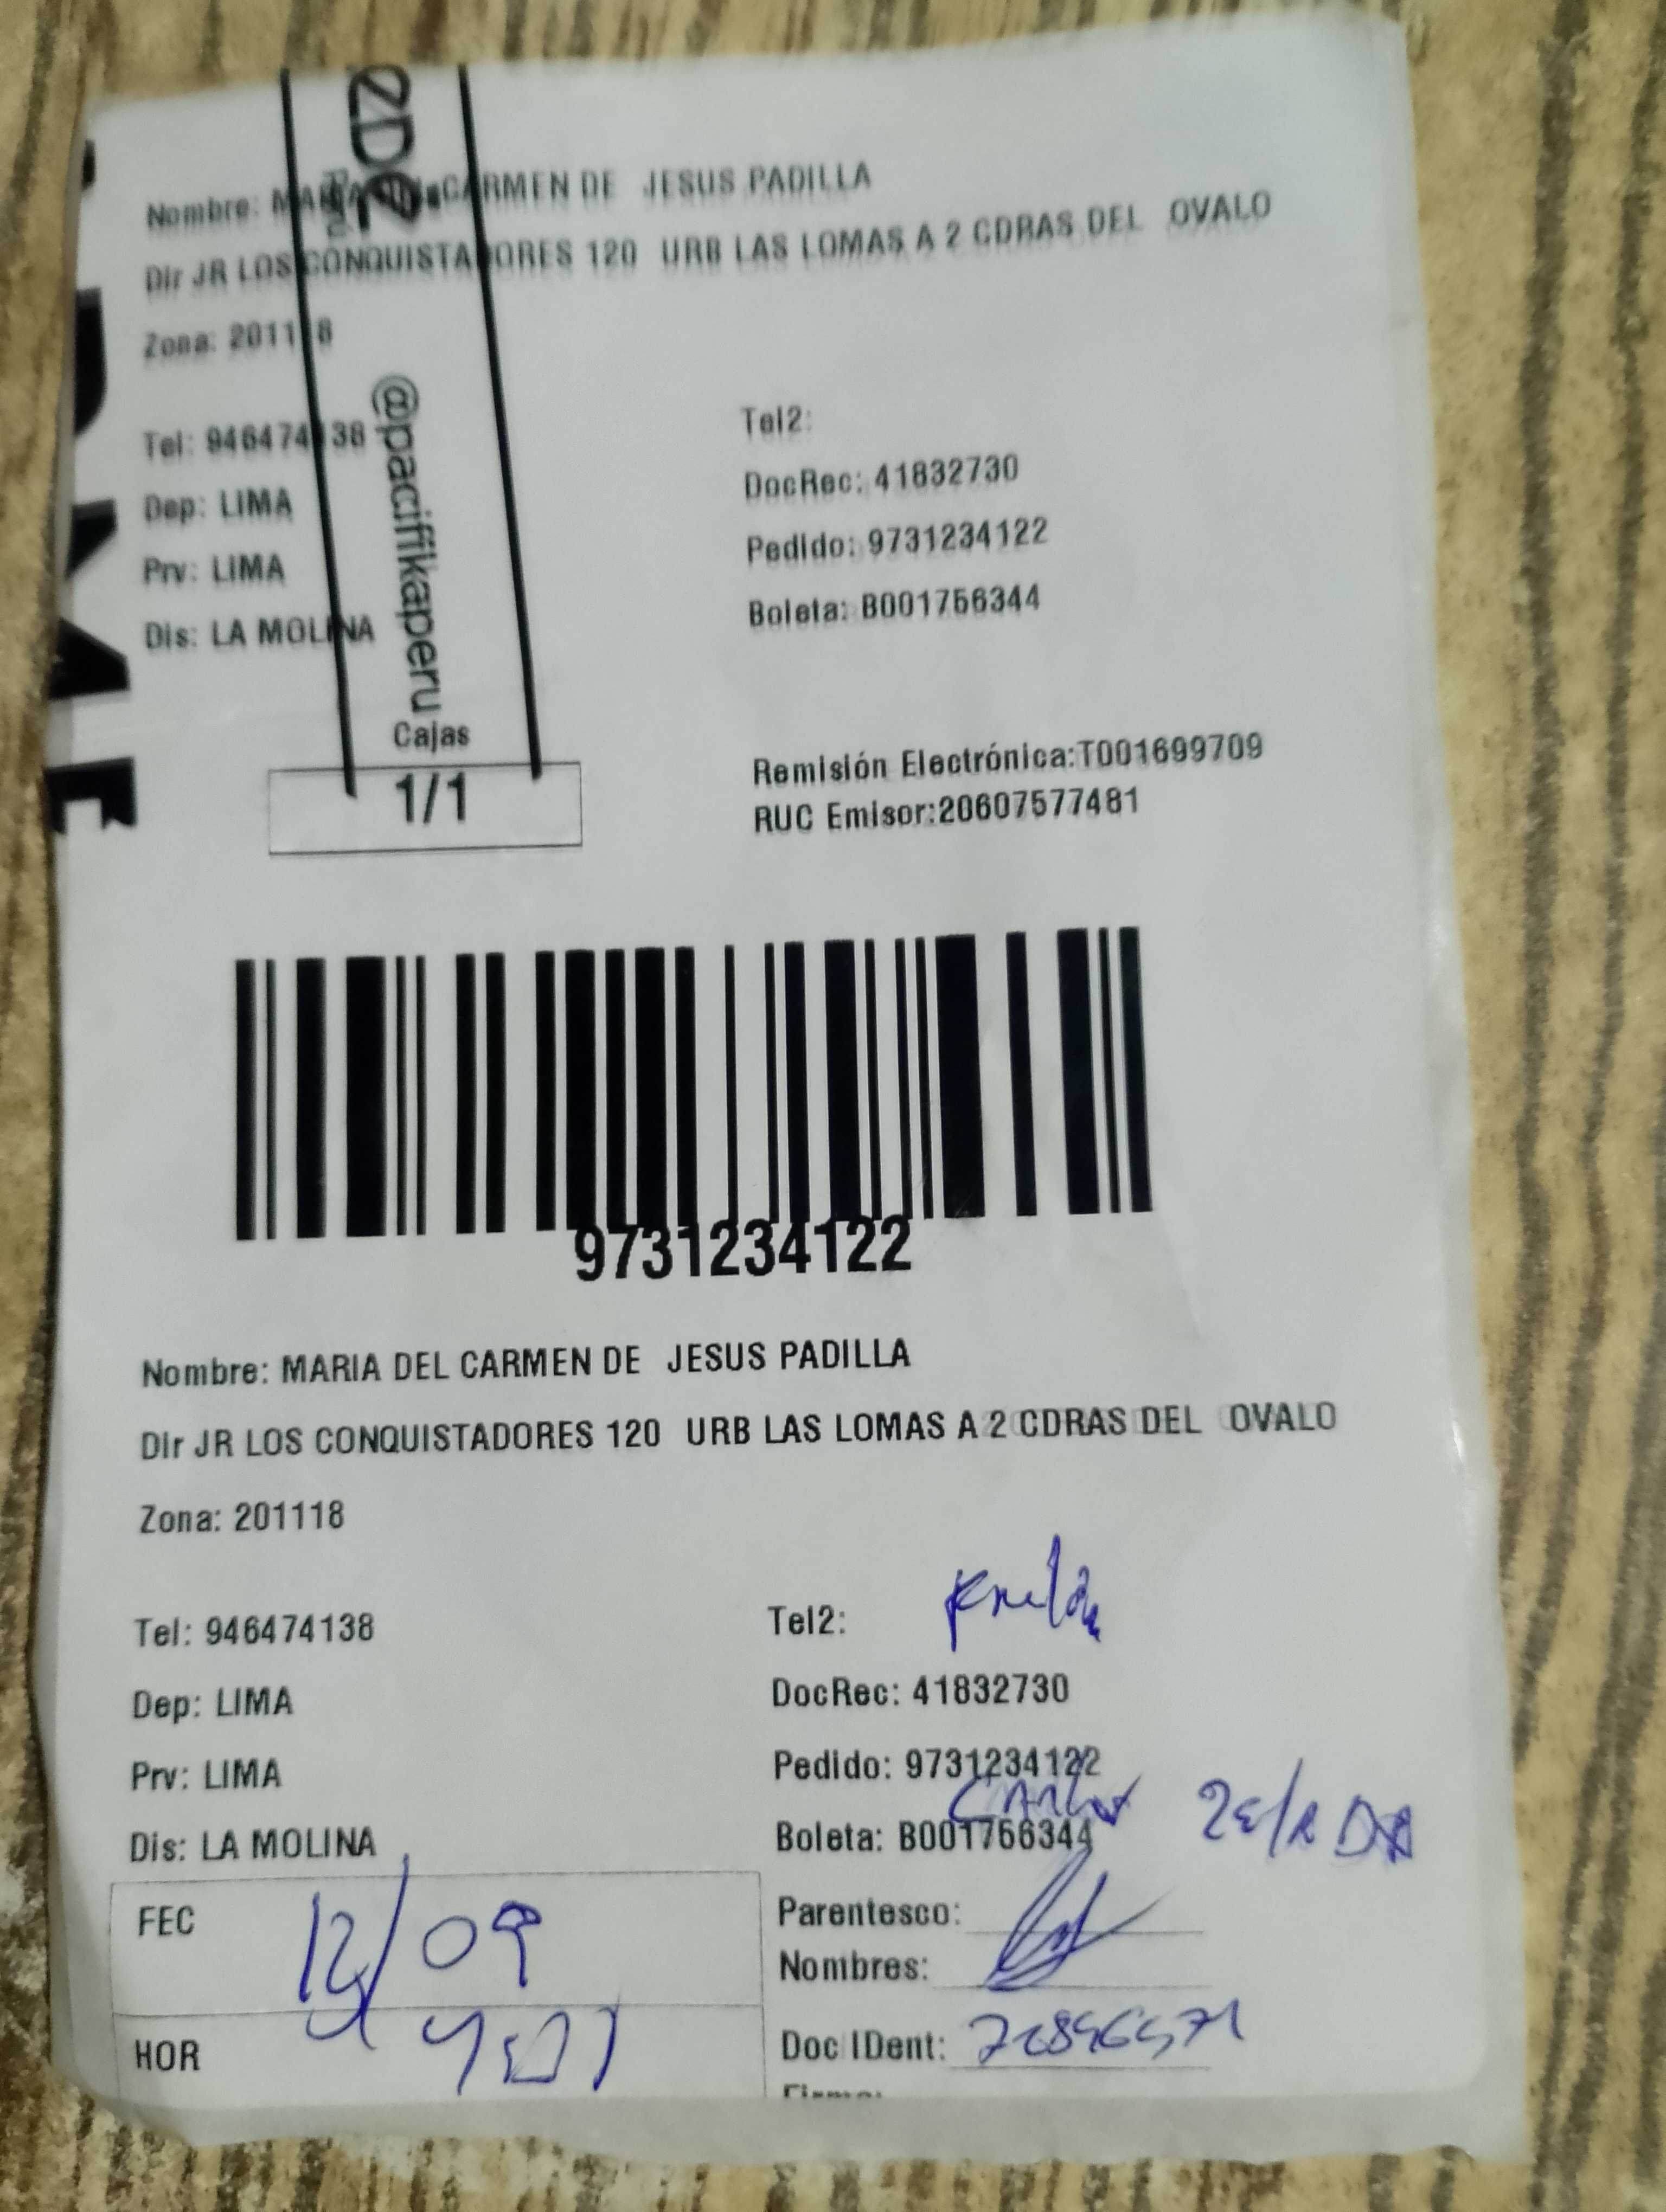 Nombre: MARIA DEL CARMEN DE JESUS PADILLA
Dir JR LOS CONQUISTADORES 120 URB LAS LOMAS A 2 CDRAS DEL OVALO
Zona: 201118
Tel: 946474138
Tel2:
DocRec: 41832730
Dep: LIMA
Pedido: 9731234122
Prv: LIMA
Boleta: B001756344
Dis: LA MOLINA
@pacifikaperu
Cajas
1/1
Remisión Electrónica:T001699709
RUC Emisor:20607577481
9731234122
Nombre: MARIA DEL CARMEN DE JESUS PADILLA
Dir JR LOS CONQUISTADORES 120 URB LAS LOMAS A 2 CDRAS DEL OVALO
Zona: 201118
Tel: 946474138
Tel2:
DocRec: 41832730
Dep: LIMA
Pedido: 9731234122
Prv: LIMA
Boleta: B001756344
Dis: LA MOLINA
FEC 12/09
Parentesco:
Nombres:
HOR
Doc IDent: